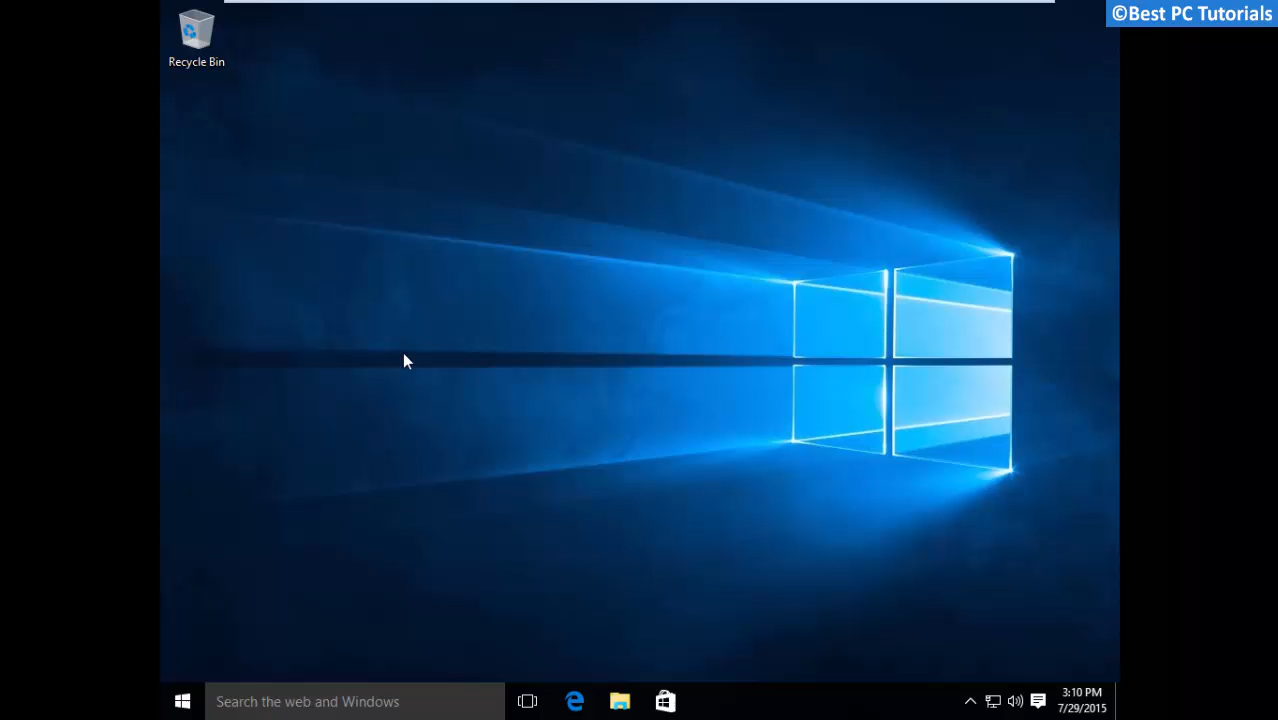 ©Best PC Tutorials
Recycle Bin
Search the web and Windows
3:10 PM
7/29/2015